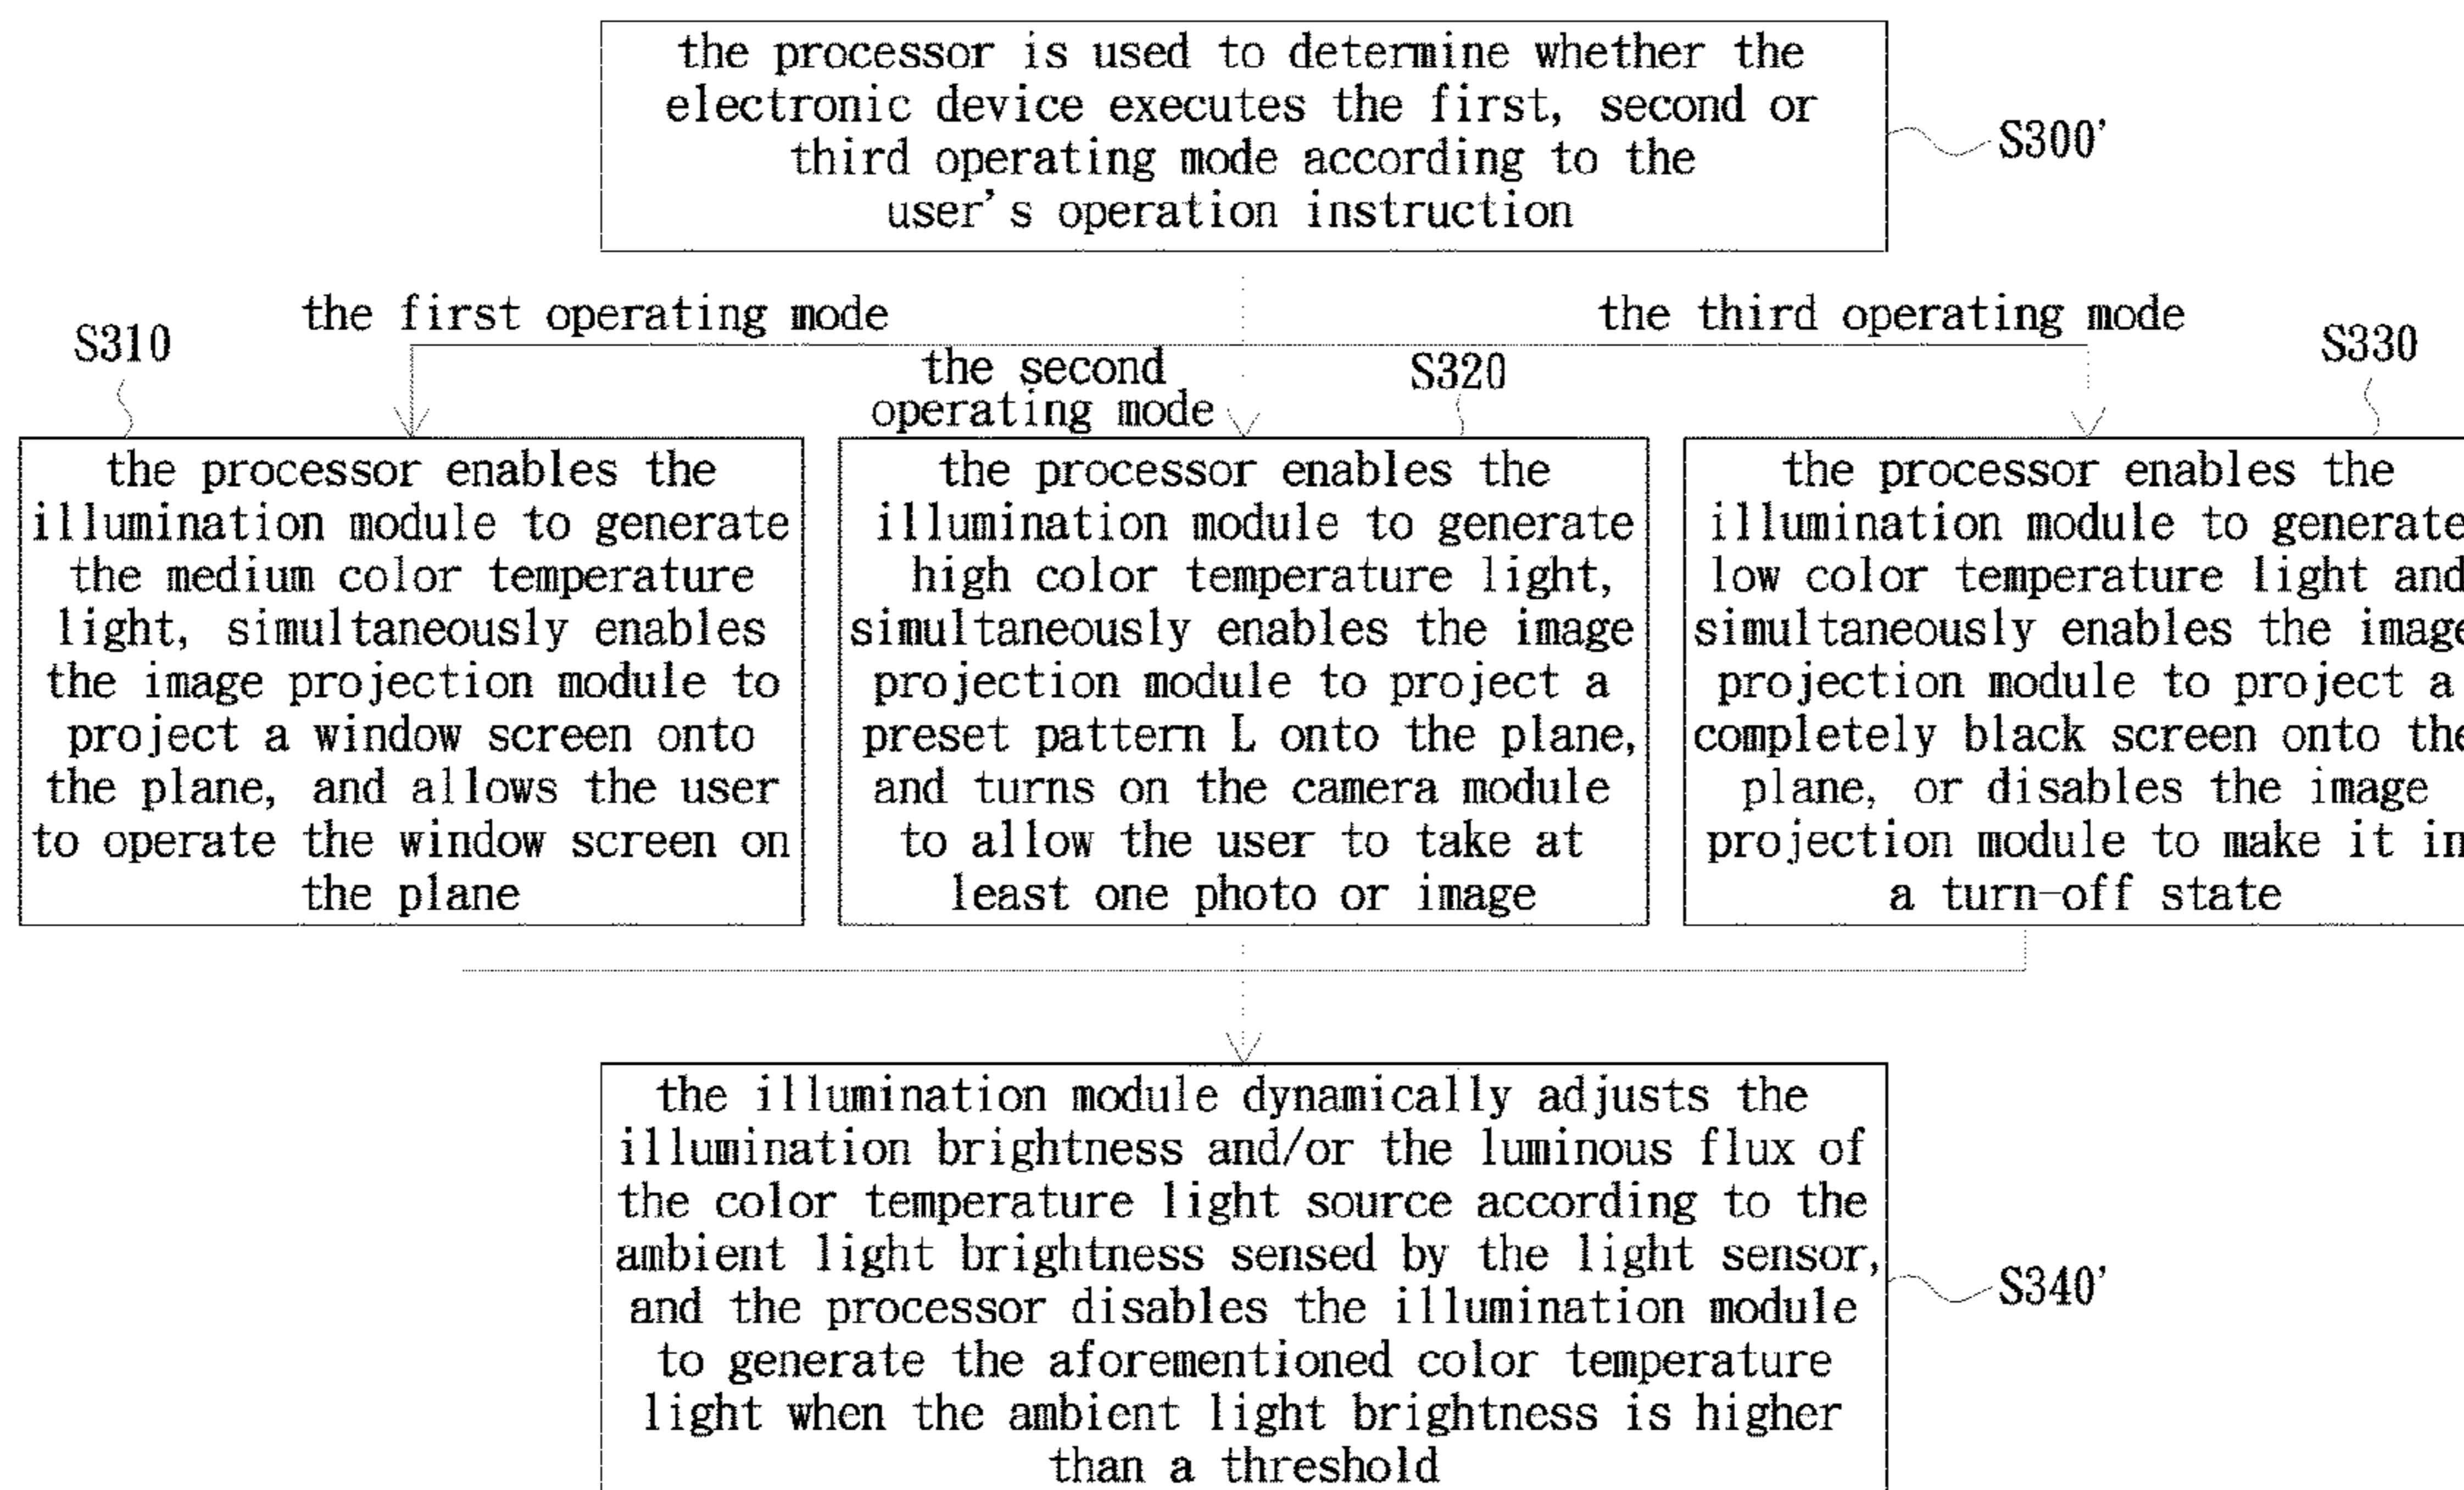 the processor is used to determine whether the
electronic device executes the first, second or
third operating mode according to the
user's operation instruction
S300'
the first operating mode
the third operating mode
S310
the second
operating mode
S320
S330
the processor enables the
illumination module to generate
the medium color temperature
light, simultaneously enables
the image projection module to
project a window screen onto
the plane, and allows the user
to operate the window screen on
the plane
the processor enables the
illumination module to generate
high color temperature light,
simultaneously enables the image
projection module to project a
preset pattern L onto the plane,
and turns on the camera module
to allow the user to take at
least one photo or image
the processor enables the
illumination module to generate
low color temperature light and
simultaneously enables the image
projection module to project a
completely black screen onto the
plane, or disables the image
projection module to make it in
a turn-off state
the illumination module dynamically adjusts the
illumination brightness and/or the luminous flux of
the color temperature light source according to the
ambient light brightness sensed by the light sensor,
and the processor disables the illumination module
to generate the aforementioned color temperature
light when the ambient light brightness is higher
than a threshold
S340'